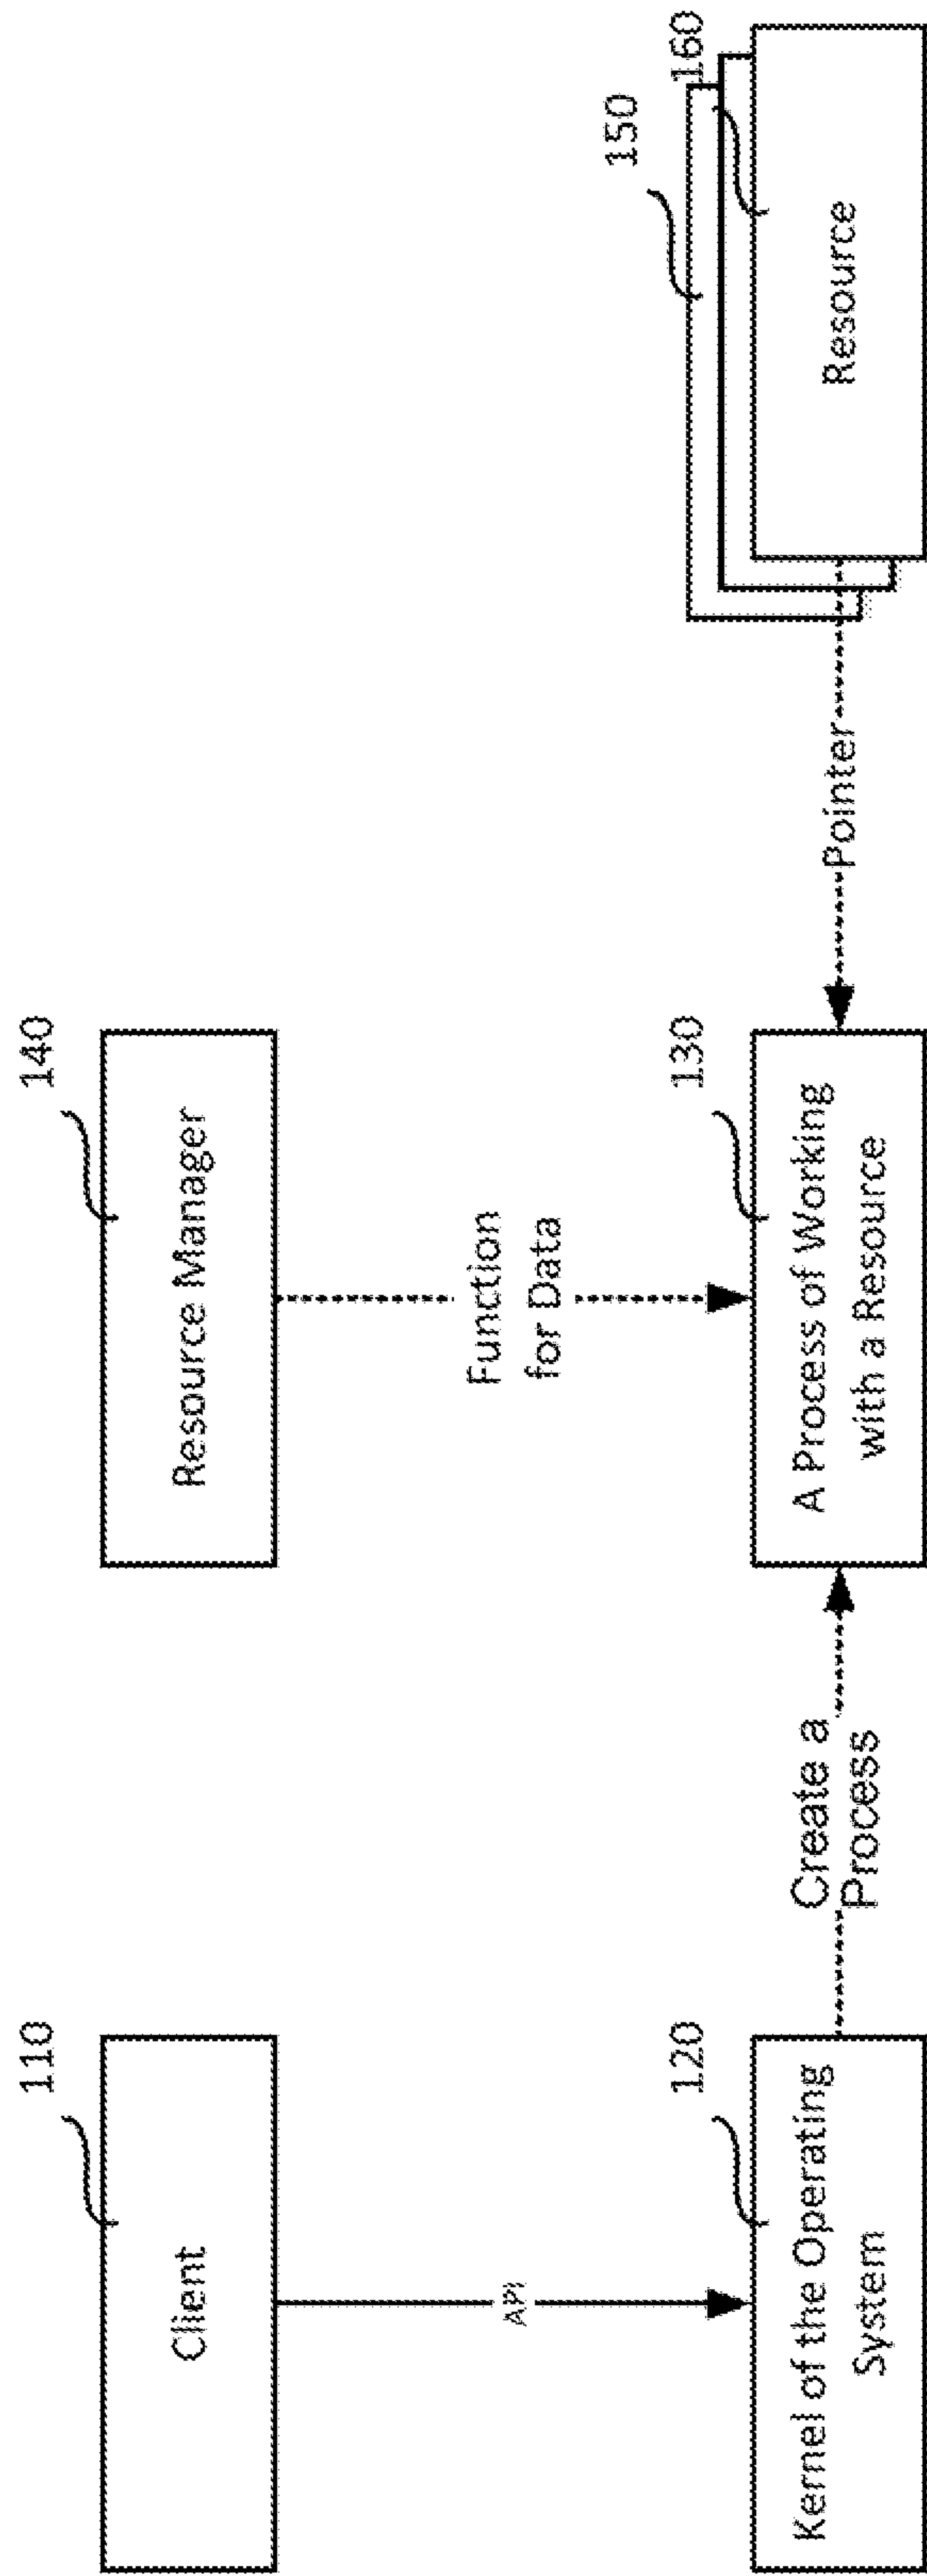 110
Client
API
120
Kernel of the Operating
System
Create a
Process
140
Resource Manager
Function
for Data
130
A Process of Working
with a Resource
Pointer
150
160
Resource